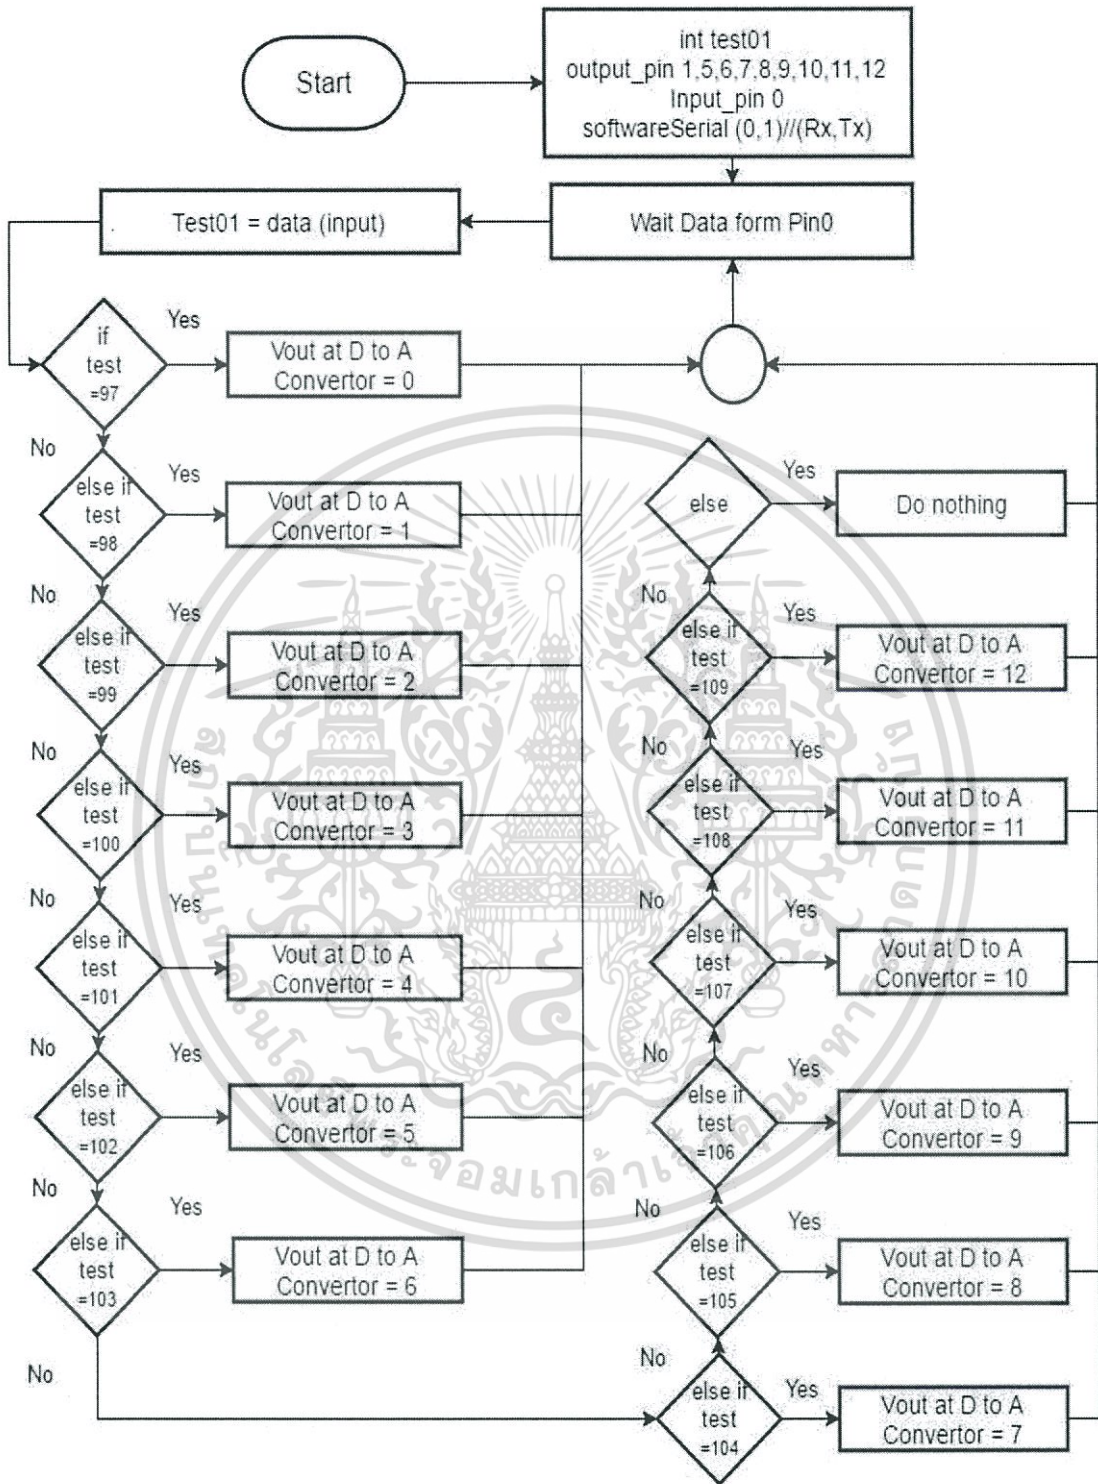 Start
int test01
output_pin 1,5,6,7,8,9,10,11,12
Input_pin 0
softwareSerial (0,1)//(Rx,Tx)
Wait Data form Pin0
Test01 = data (input)
if
test
=97
Yes
Vout at D to A
Convertor = 0
No
else if
test
=98
Yes
Vout at D to A
Convertor = 1
No
else if
test
=99
Yes
Vout at D to A
Convertor = 2
No
else if
test
=100
Yes
Vout at D to A
Convertor = 3
No
else if
test
=101
Yes
Vout at D to A
Convertor = 4
No
else if
test
=102
Yes
Vout at D to A
Convertor = 5
No
else if
test
=103
Yes
Vout at D to A
Convertor = 6
No
else if
test
=104
Yes
Vout at D to A
Convertor = 7
No
else if
test
=105
Yes
Vout at D to A
Convertor = 8
No
else if
test
=106
Yes
Vout at D to A
Convertor = 9
No
else if
test
=107
Yes
Vout at D to A
Convertor = 10
No
else if
test
=108
Yes
Vout at D to A
Convertor = 11
No
else if
test
=109
Yes
Vout at D to A
Convertor = 12
No
else
Yes
Do nothing